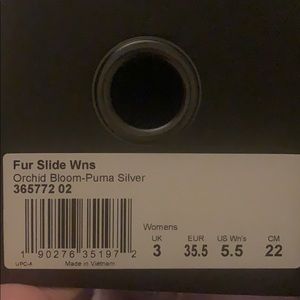 Fur Slide Wns
Orchid Bloom-Puma Silver
365772 02
Womens
UK EUR US Wn's CM
3 35.5 5.5 22
1 90276 35197 2
UPC-A Made in Vietnam